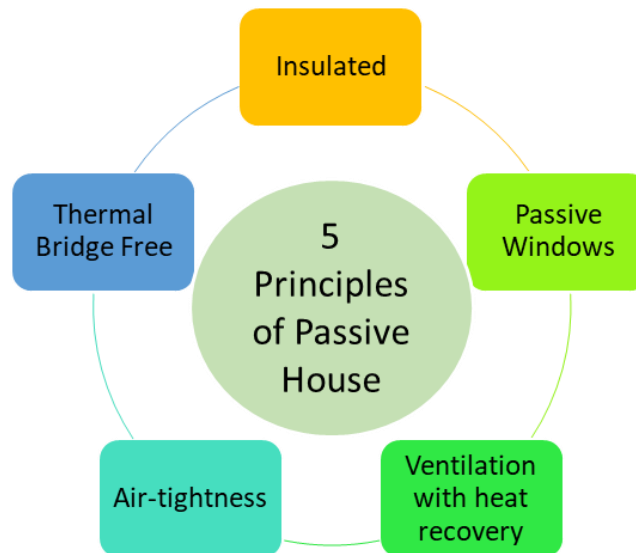 Insulated
Passive
Windows
Ventilation
with heat
recovery
Air-tightness
Thermal
Bridge Free
5
Principles
of Passive
House